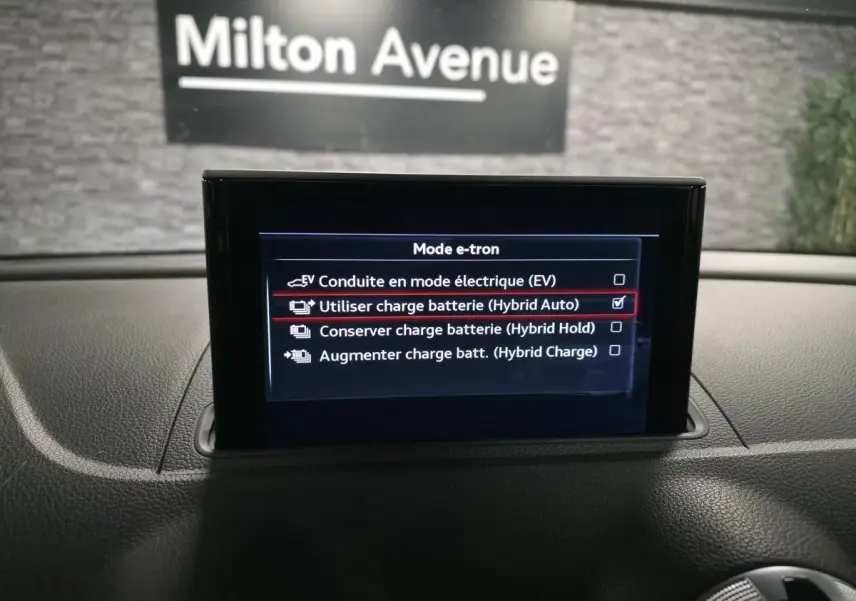 Milton Avenue
Mode e-tron
EV Conduite en mode électrique (EV)
Utiliser charge batterie (Hybrid Auto)
Conserver charge batterie (Hybrid Hold)
Augmenter charge batt. (Hybrid Charge)